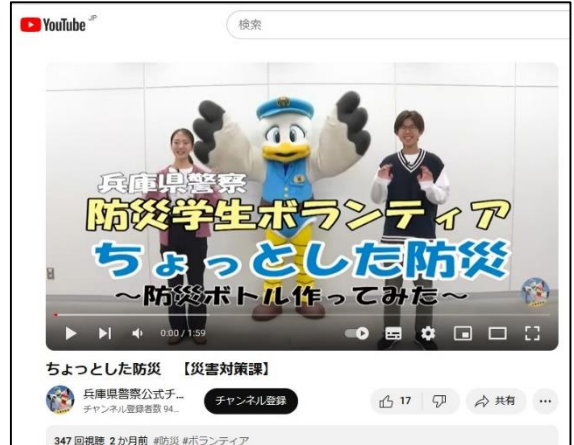 YouTube JP
検索
兵庫県警察
防災学生ボランティア
ちょっとした防災
~防災ボトル作ってみた~
0:00 / 1:59
ちょっとした防災 【災害対策課】
兵庫県警察公式チ...
チャンネル登録者数 94...
チャンネル登録
17
共有
347 回視聴 2 か月前 #防災 #ボランティア